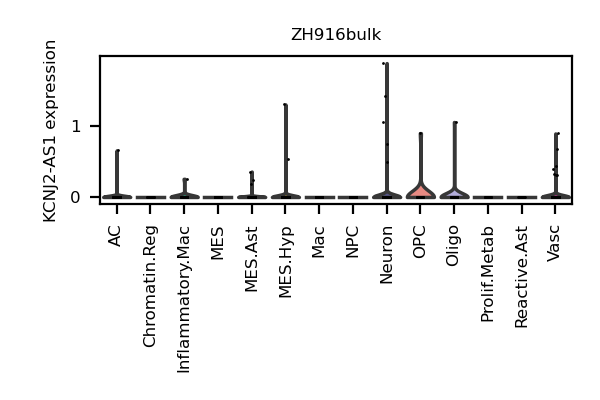 ZH916bulk
KCNJ2-AS1 expression
1
0
AC
Chromatin.Reg
Inflammatory.Mac
MES
MES.Ast
MES.Hyp
Mac
NPC
Neuron
OPC
Oligo
Prolif.Metab
Reactive.Ast
Vasc